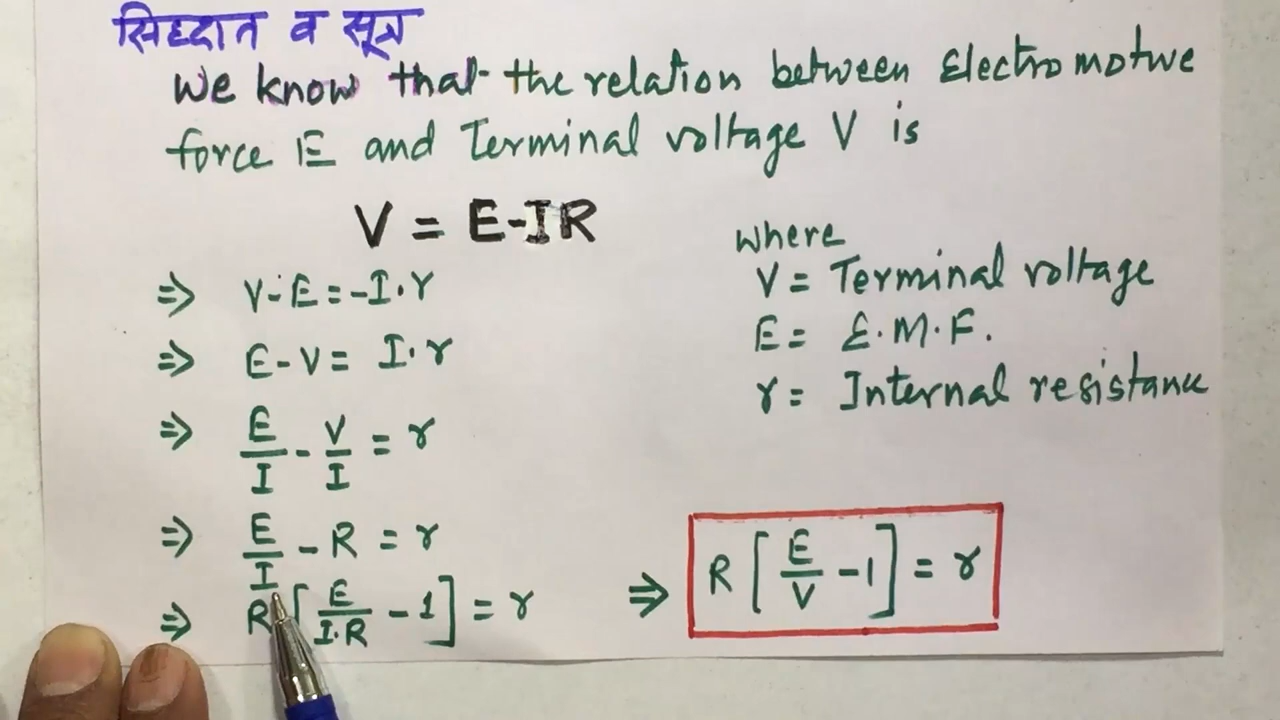 सिद्दात व सूत्र
We know that the relation between Electromotive
force E and Terminal voltage V is
V = E-IR
⇒ V-E = -I.r
⇒ E-V = I.r
⇒ E/I - V/I = r
⇒ E/I - R = r
⇒ R [E/I.R - 1] = r
where
V = Terminal voltage
E = E.M.F.
r = Internal resistance
⇒ R [E/V - 1] = r